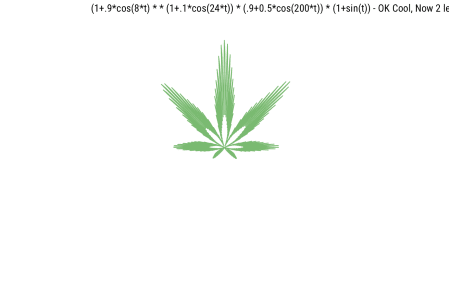 (1+.9*cos(8*t) * * (1+.1*cos(24*t)) * (.9+0.5*cos(200*t)) * (1+sin(t)) - OK Cool, Now 2 le